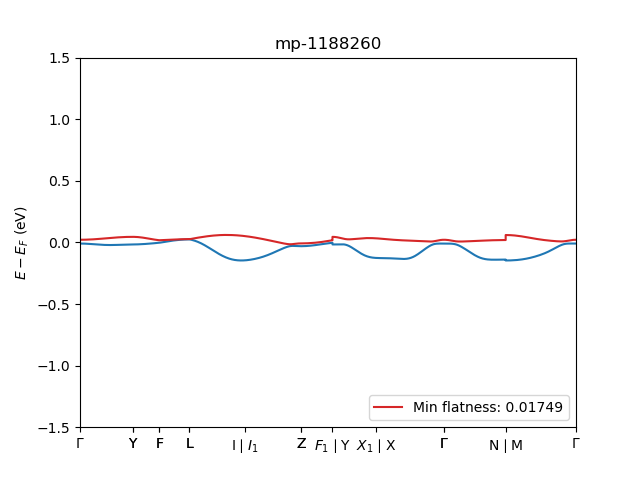 mp-1188260
E − E_F (eV)
1.5
1.0
0.5
0.0
−0.5
−1.0
−1.5
Min flatness: 0.01749
Γ Y F L I | I₁ Z F₁ | Y X₁ | X Γ N | M Γ